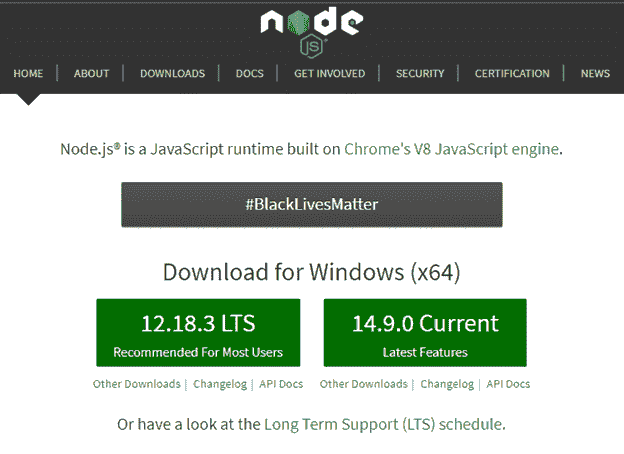 node
JS
HOME | ABOUT | DOWNLOADS | DOCS | GET INVOLVED | SECURITY | CERTIFICATION | NEWS
Node.js® is a JavaScript runtime built on Chrome's V8 JavaScript engine.
#BlackLivesMatter
Download for Windows (x64)
12.18.3 LTS 14.9.0 Current
Recommended For Most Users Latest Features
Other Downloads | Changelog | API Docs Other Downloads | Changelog | API Docs
Or have a look at the Long Term Support (LTS) schedule.